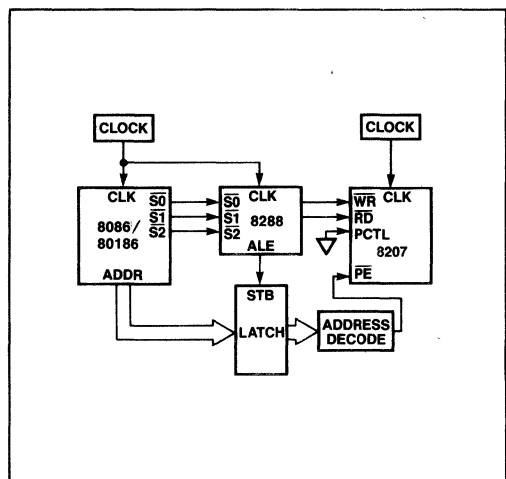 CLOCK
CLOCK
CLK
S0
S1
S2
8086/
80186
ADDR
S0
S1
S2
CLK
8288
ALE
WR
RD
PCTL
PE
CLK
8207
STB
LATCH
ADDRESS
DECODE